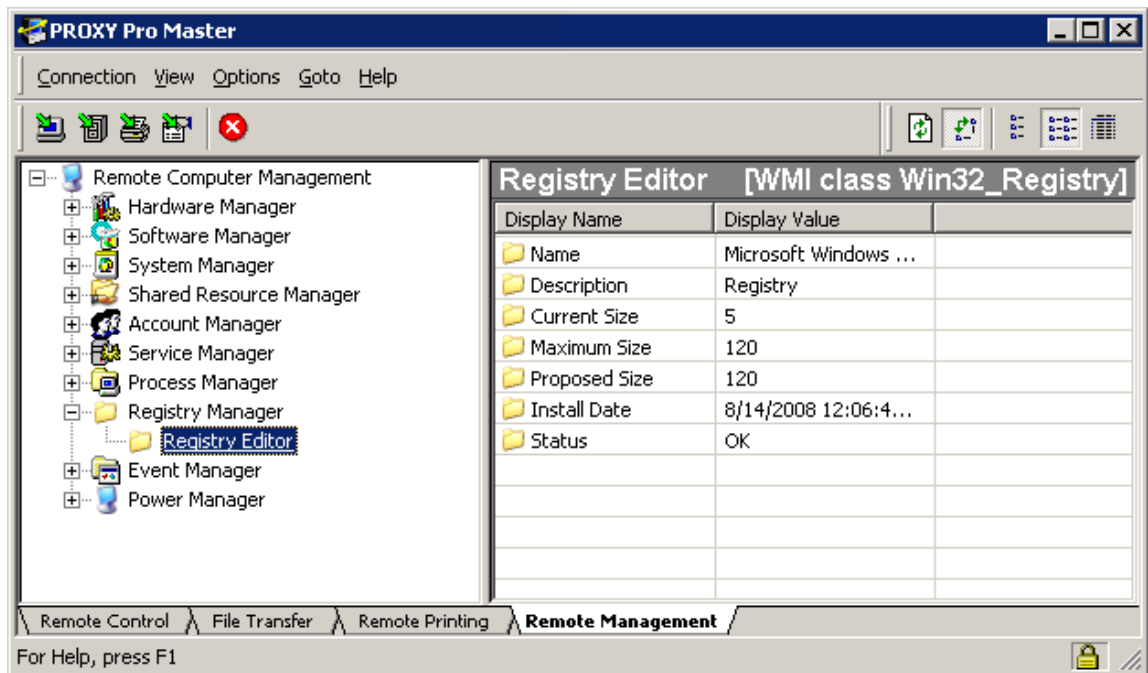 PROXY Pro Master
Connection View Options Goto Help
Remote Computer Management
Hardware Manager
Software Manager
System Manager
Shared Resource Manager
Account Manager
Service Manager
Process Manager
Registry Manager
Registry Editor
Event Manager
Power Manager
Registry Editor [WMI class Win32_Registry]
Display Name Display Value
Name Microsoft Windows ...
Description Registry
Current Size 5
Maximum Size 120
Proposed Size 120
Install Date 8/14/2008 12:06:4...
Status OK
Remote Control File Transfer Remote Printing Remote Management
For Help, press F1